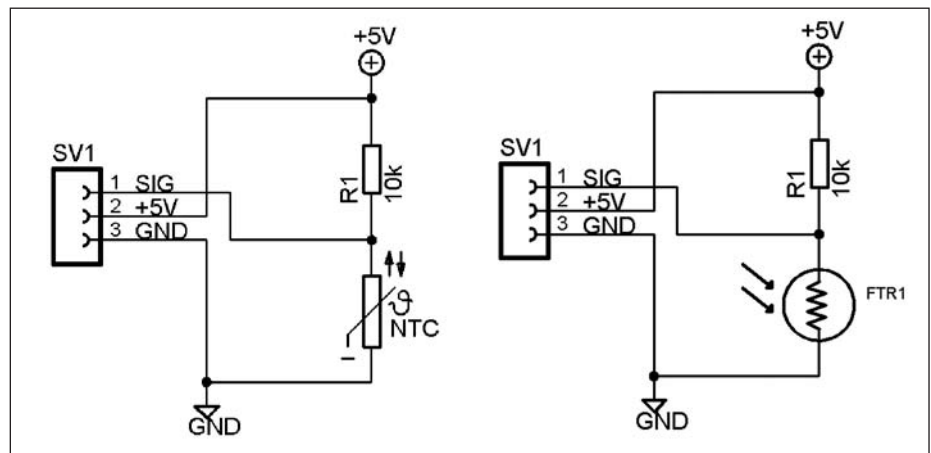 +5V
SV1
1 SIG
2 +5V
3 GND
R1
10k
ϑ
NTC
GND
+5V
SV1
1 SIG
2 +5V
3 GND
R1
10k
FTR1
GND